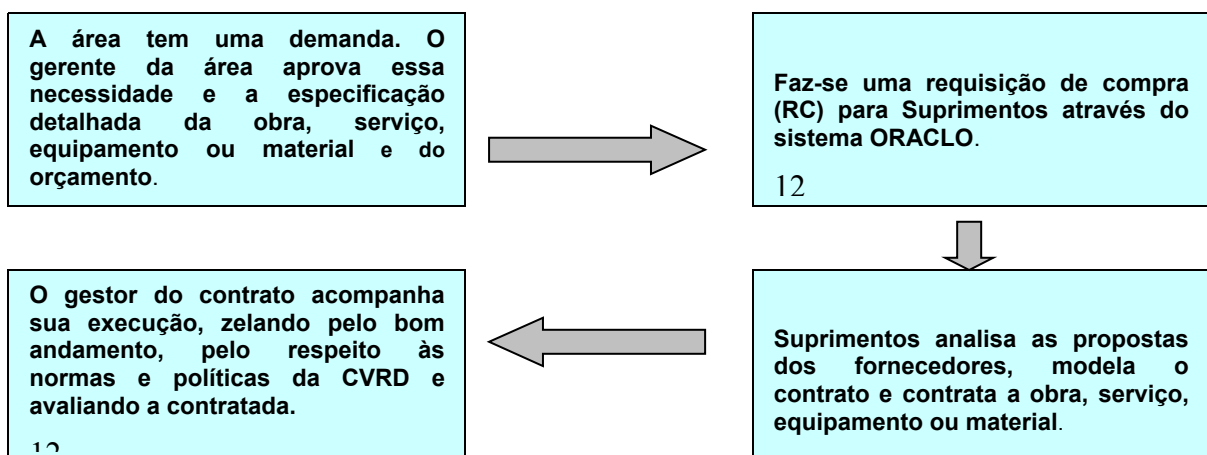 A área tem uma demanda. O
gerente da área aprova essa
necessidade e a especificação
detalhada da obra, serviço,
equipamento ou material e do
orçamento.
Faz-se uma requisição de compra
(RC) para Suprimentos através do
sistema ORACLO.
12
Suprimentos analisa as propostas
dos fornecedores, modela o
contrato e contrata a obra, serviço,
equipamento ou material.
O gestor do contrato acompanha
sua execução, zelando pelo bom
andamento, pelo respeito às
normas e políticas da CVRD e
avaliando a contratada.
12